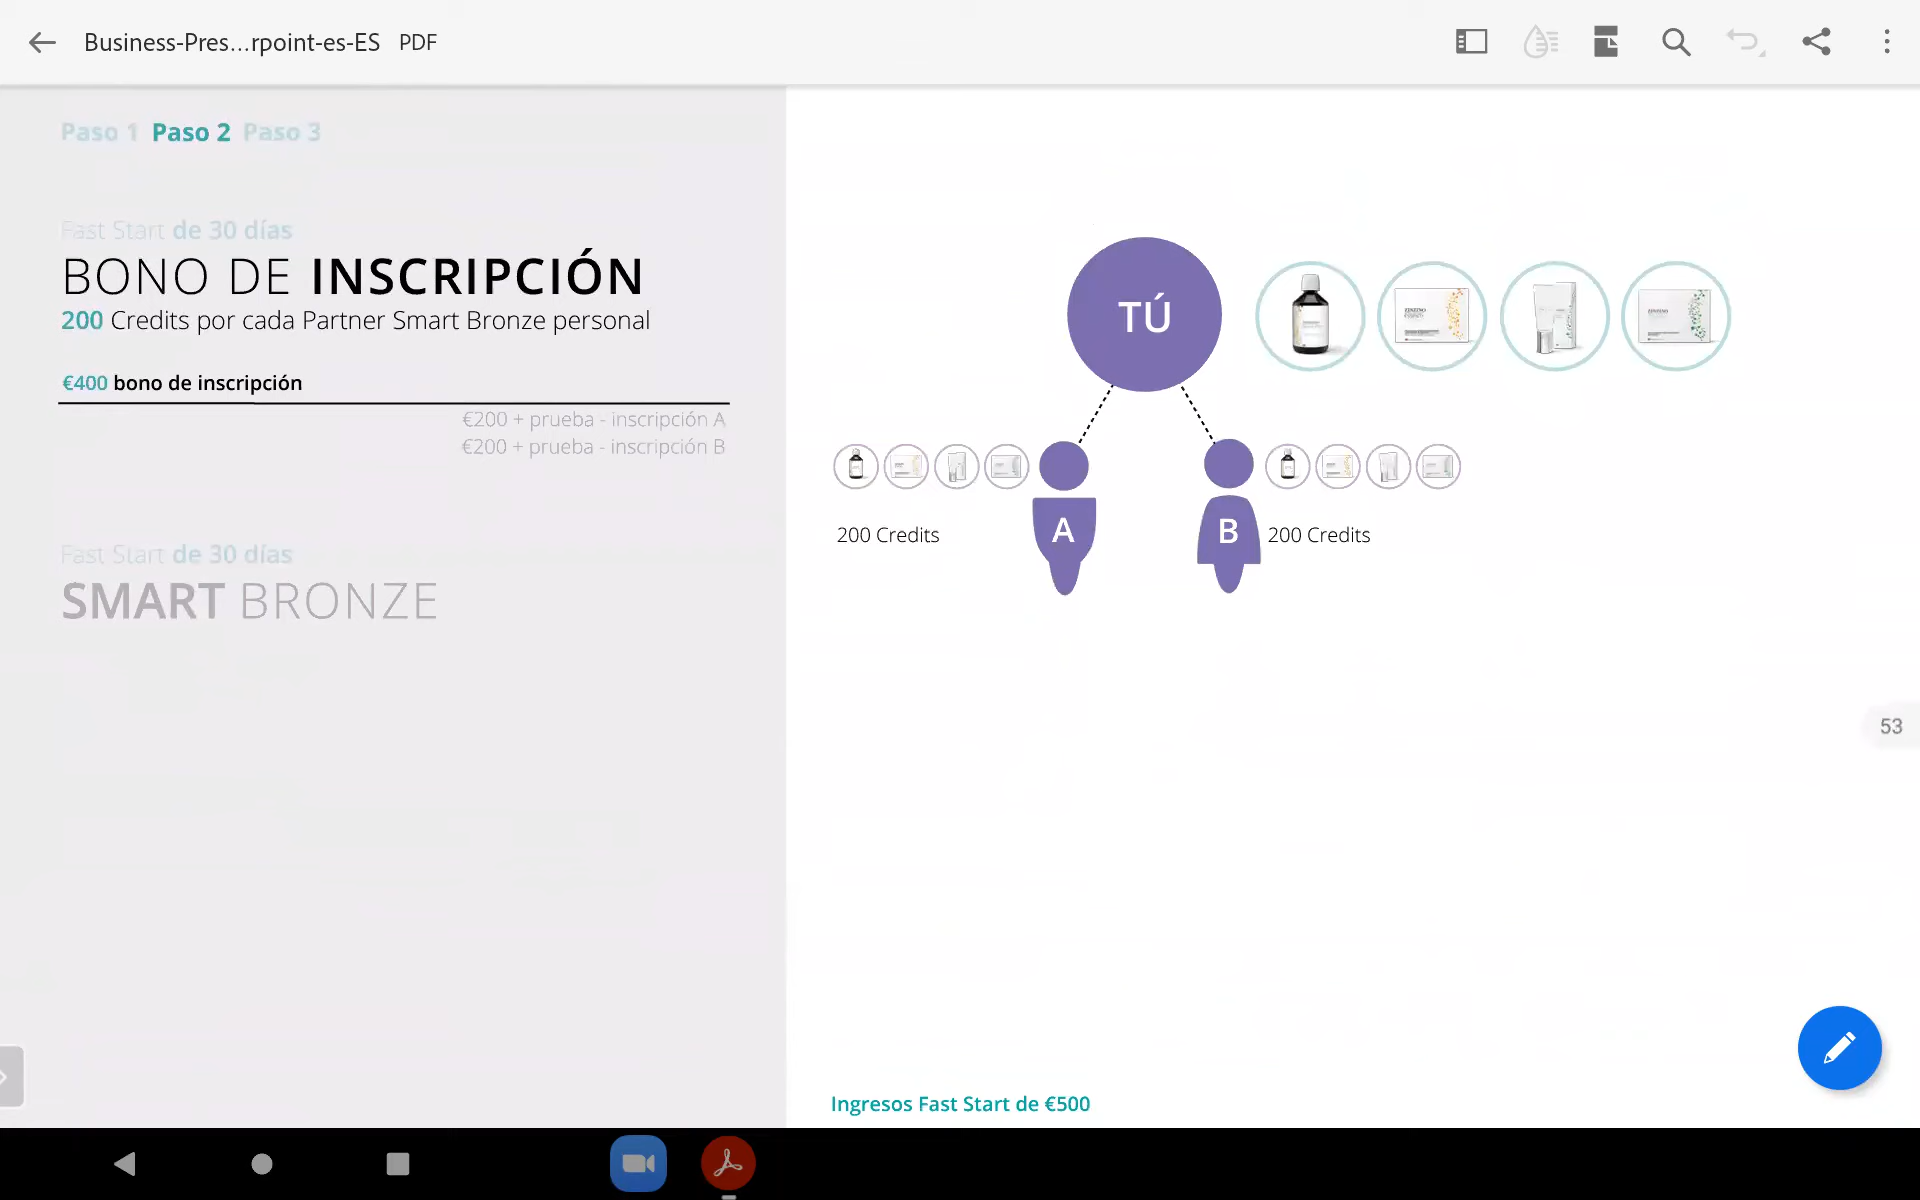 Business-Pres...rpoint-es-ES PDF
Paso 1 Paso 2 Paso 3
Fast Start de 30 días
BONO DE INSCRIPCIÓN
200 Credits por cada Partner Smart Bronze personal
€400 bono de inscripción
€200 + prueba - inscripción A
€200 + prueba - inscripción B
Fast Start de 30 días
SMART BRONZE
TÚ
ZINZINO
ZINZINO
A
B
200 Credits
200 Credits
53
Ingresos Fast Start de €500